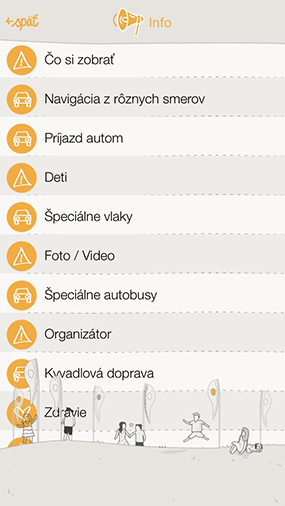 späť
Info
Čo si zobrať
Navigácia z rôznych smerov
Príjazd autom
Deti
Špeciálne vlaky
Foto / Video
Špeciálne autobusy
Organizátor
Kyvadlová doprava
Zdravie